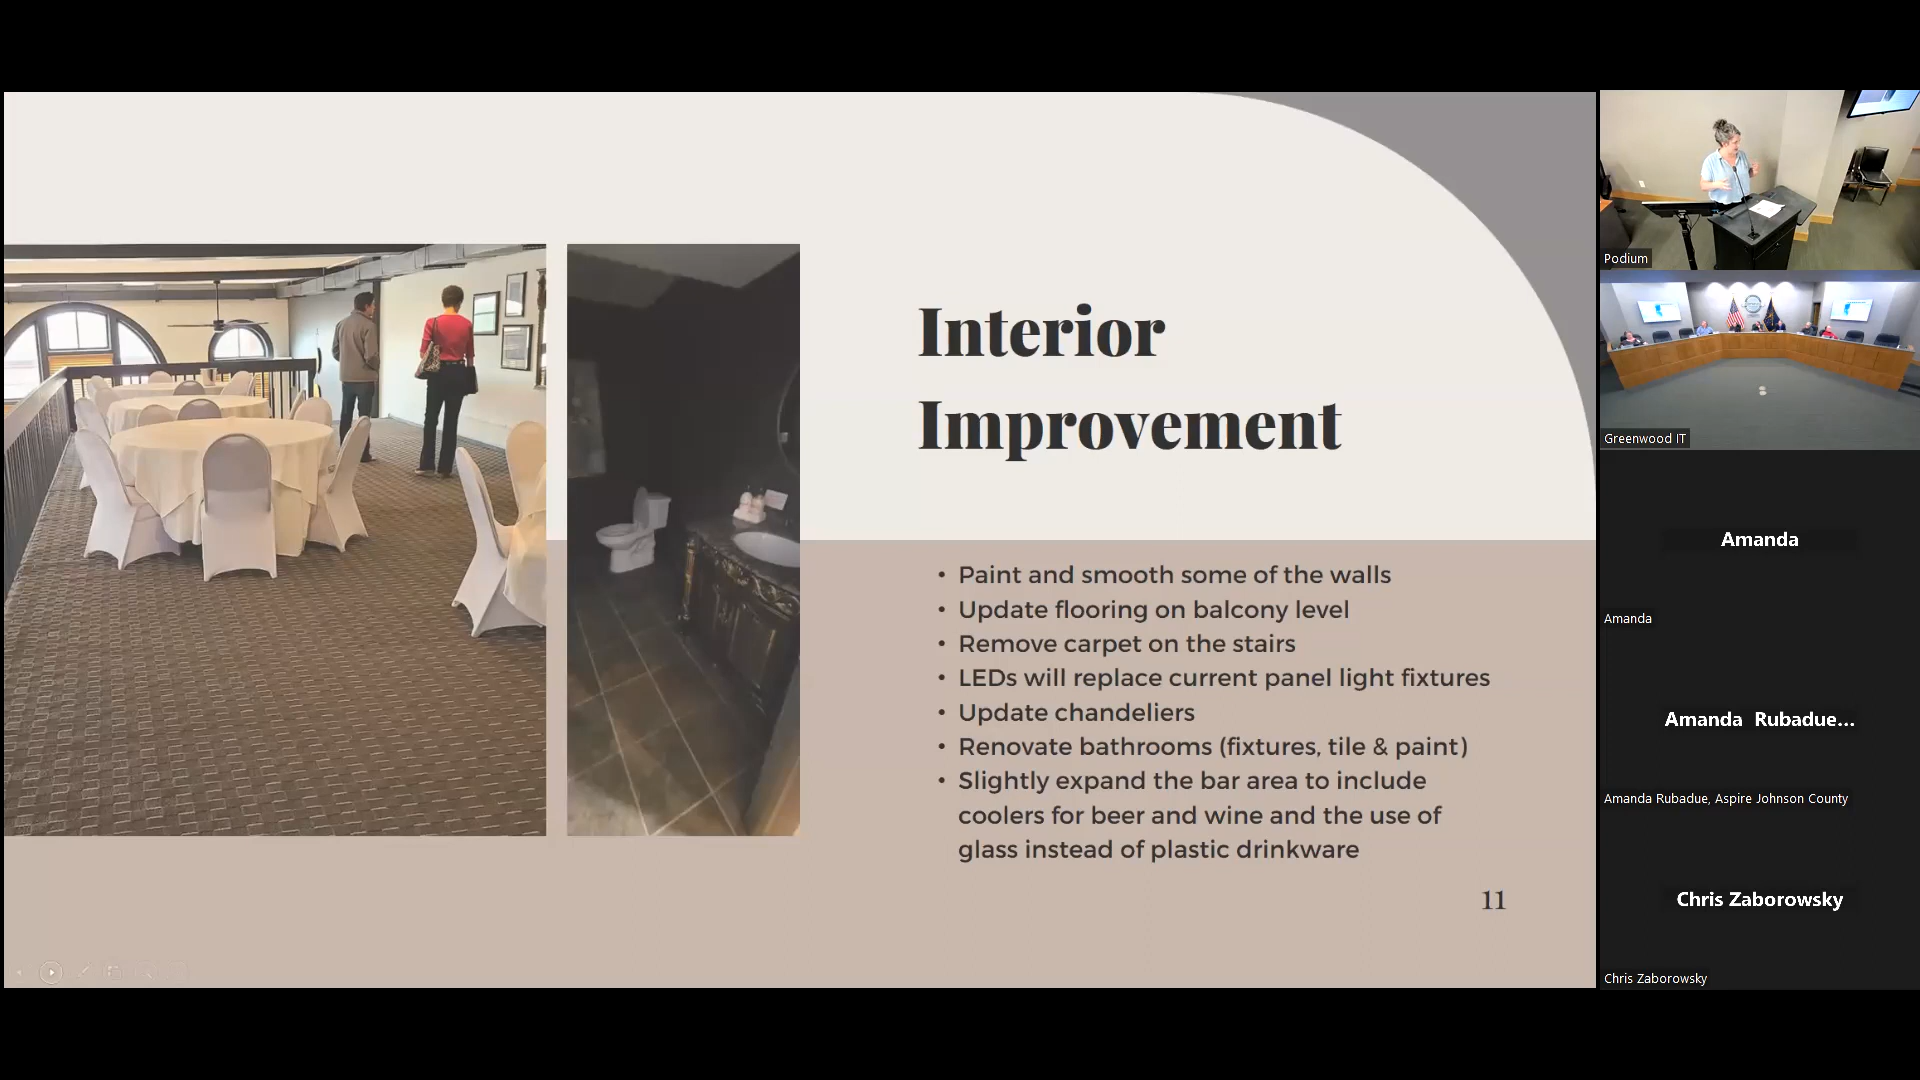 Interior
Improvement
• Paint and smooth some of the walls
• Update flooring on balcony level
• Remove carpet on the stairs
• LEDs will replace current panel light fixtures
• Update chandeliers
• Renovate bathrooms (fixtures, tile & paint)
• Slightly expand the bar area to include
coolers for beer and wine and the use of
glass instead of plastic drinkware
11
Podium
Greenwood IT
Amanda
Amanda
Amanda Rubadue...
Amanda Rubadue, Aspire Johnson County
Chris Zaborowsky
Chris Zaborowsky